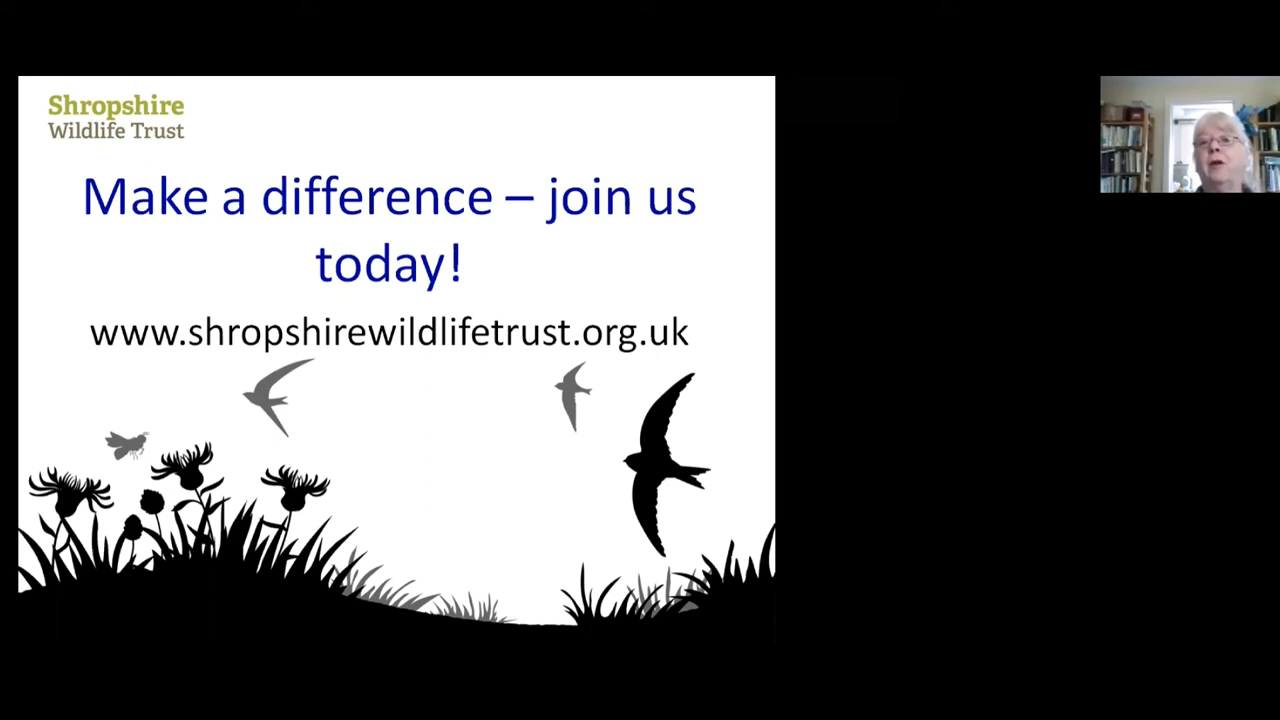 Shropshire
Wildlife Trust
Make a difference – join us
today!
www.shropshirewildlifetrust.org.uk